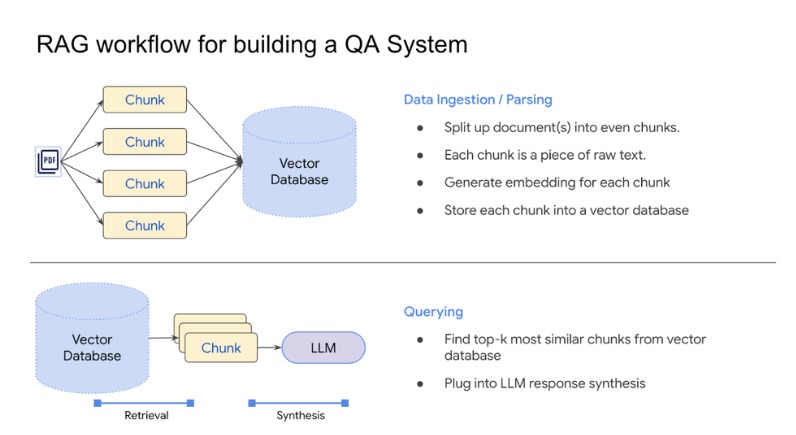 RAG workflow for building a QA System
Chunk
Chunk
Chunk
Chunk
PDF
Vector
Database
Data Ingestion / Parsing
● Split up document(s) into even chunks.
● Each chunk is a piece of raw text.
● Generate embedding for each chunk
● Store each chunk into a vector database
Vector
Database
Chunk
LLM
Retrieval
Synthesis
Querying
● Find top-k most similar chunks from vector
database
● Plug into LLM response synthesis